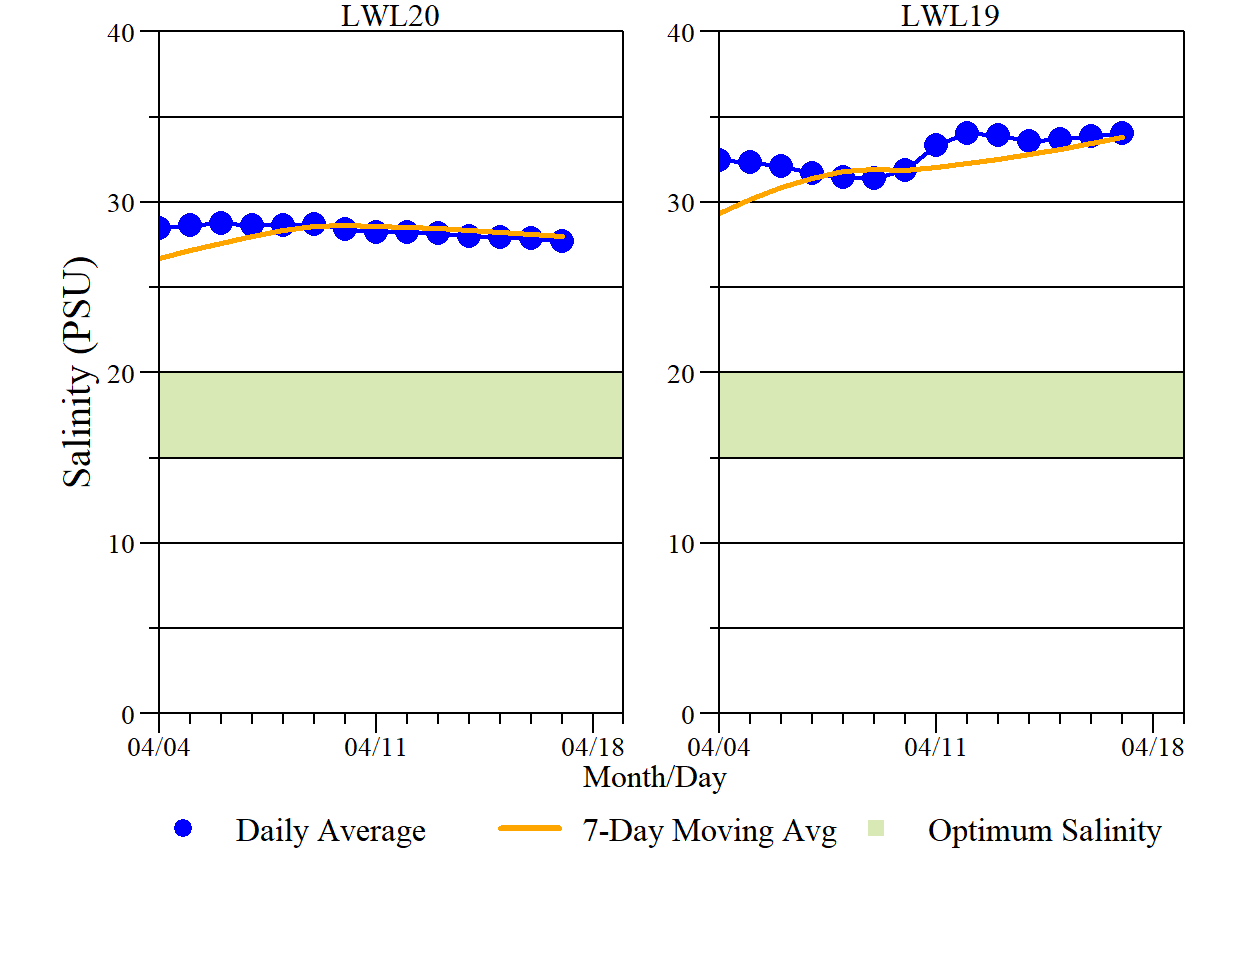 LWL20
LWL19
40
30
20
10
0
40
30
20
10
0
Salinity (PSU)
04/04
04/11
04/18
04/04
04/11
04/18
Month/Day
Daily Average
7-Day Moving Avg
Optimum Salinity